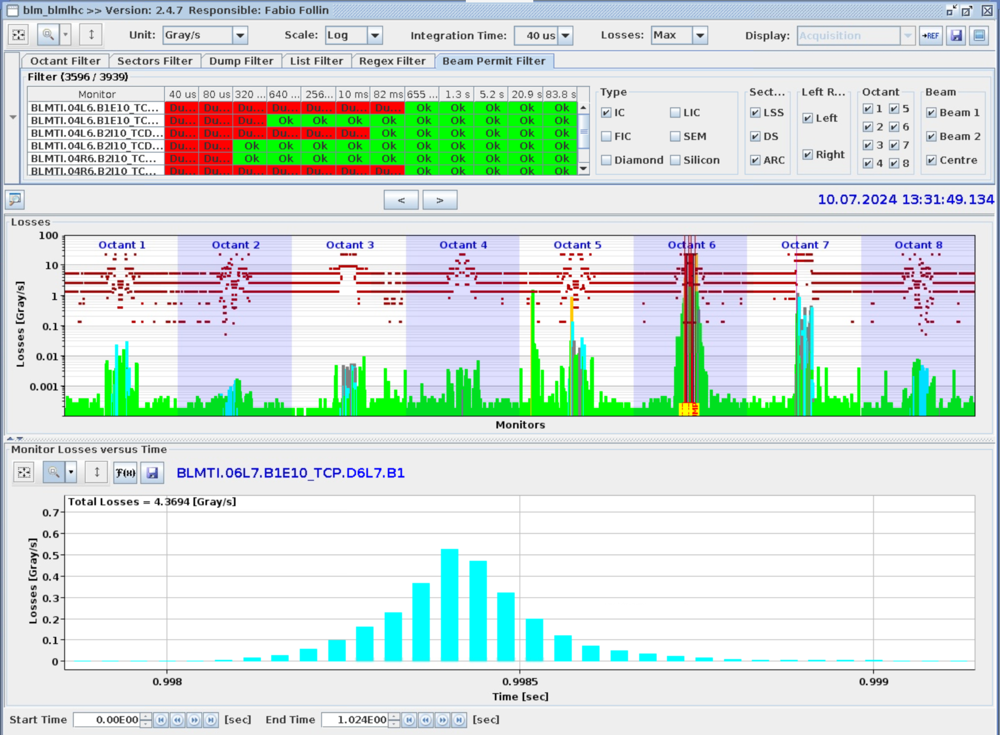 blm_blmlhc >> Version: 2.4.7 Responsible: Fabio Follin
Unit: Gray/s Scale: Log Integration Time: 40 us Losses: Max Display: Acquisition →REF
Octant Filter Sectors Filter Dump Filter List Filter Regex Filter Beam Permit Filter
Filter (3596 / 3939)
Monitor 40 us 80 us 320 ... 640 ... 256... 10 ms 82 ms 655 ... 1.3 s 5.2 s 20.9 s 83.8 s
BLMTI.04L6.B1E10_TC... Du... Du... Du... Du... Du... Du... Du... Ok Ok Ok Ok Ok
BLMTI.04L6.B1E10_TC... Du... Du... Du... Ok Ok Ok Ok Ok Ok Ok Ok Ok
BLMTI.04L6.B2I10_TCD... Du... Du... Du... Du... Du... Du... Ok Ok Ok Ok Ok Ok
BLMTI.04L6.B2I10_TCD... Du... Du... Ok Ok Ok Ok Ok Ok Ok Ok Ok Ok
BLMTI.04R6.B2I10_TC... Du... Du... Ok Ok Ok Ok Ok Ok Ok Ok Ok Ok
BLMTI.04R6.B2I10_TC... Du... Du... Du... Du... Du... Du... Du... Ok Ok Ok Ok Ok
Type Sect... Left R... Octant Beam
IC LIC LSS Left 1 5 Beam 1
FIC SEM DS 2 6 Beam 2
Diamond Silicon ARC Right 3 7 Centre
4 8
< > 10.07.2024 13:31:49.134
Losses
Octant 1 Octant 2 Octant 3 Octant 4 Octant 5 Octant 6 Octant 7 Octant 8
100
10
1
0.1
0.01
0.001
Losses [Gray/s]
Monitors
Monitor Losses versus Time
F(x) BLMTI.06L7.B1E10_TCP.D6L7.B1
Total Losses = 4.3694 [Gray/s]
0.7
0.6
0.5
0.4
0.3
0.2
0.1
0
Losses [Gray/s]
0.998 0.9985 0.999
Time [sec]
Start Time 0.00E00 [sec] End Time 1.024E00 [sec]